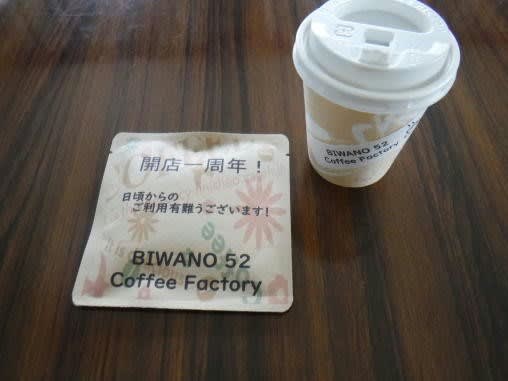 開店一周年！
日頃からの
ご利用有難うございます！
BIWANO 52
Coffee Factory
BIWANO 52
Coffee Factory